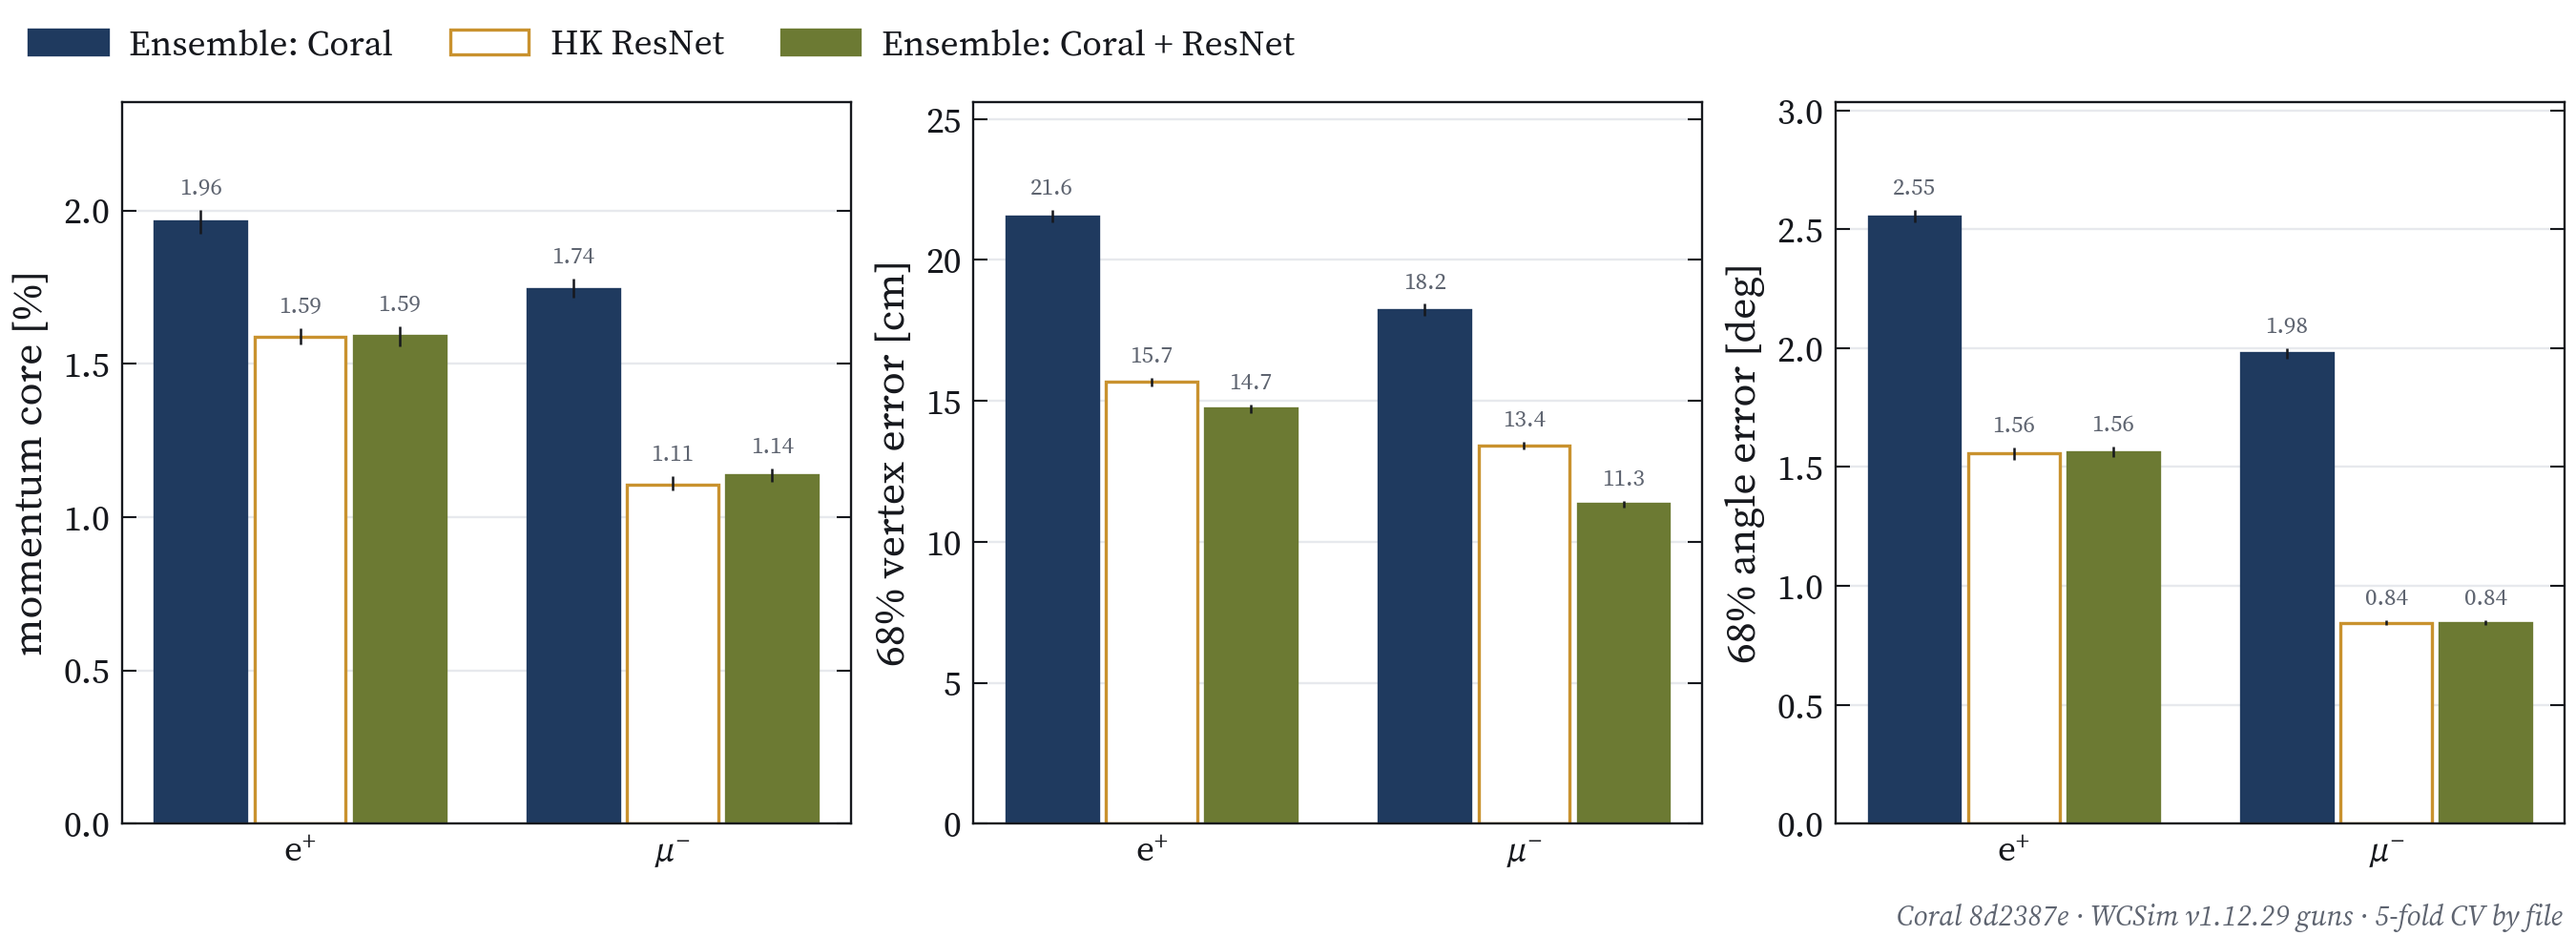 Ensemble: Coral
HK ResNet
Ensemble: Coral + ResNet
momentum core [%]
2.0
1.5
1.0
0.5
0.0
1.96
1.59
1.59
1.74
1.11
1.14
e⁺
μ⁻
68% vertex error [cm]
25
20
15
10
5
0
21.6
15.7
14.7
18.2
13.4
11.3
e⁺
μ⁻
68% angle error [deg]
3.0
2.5
2.0
1.5
1.0
0.5
0.0
2.55
1.56
1.56
1.98
0.84
0.84
e⁺
μ⁻
Coral 8d2387e · WCSim v1.12.29 guns · 5-fold CV by file